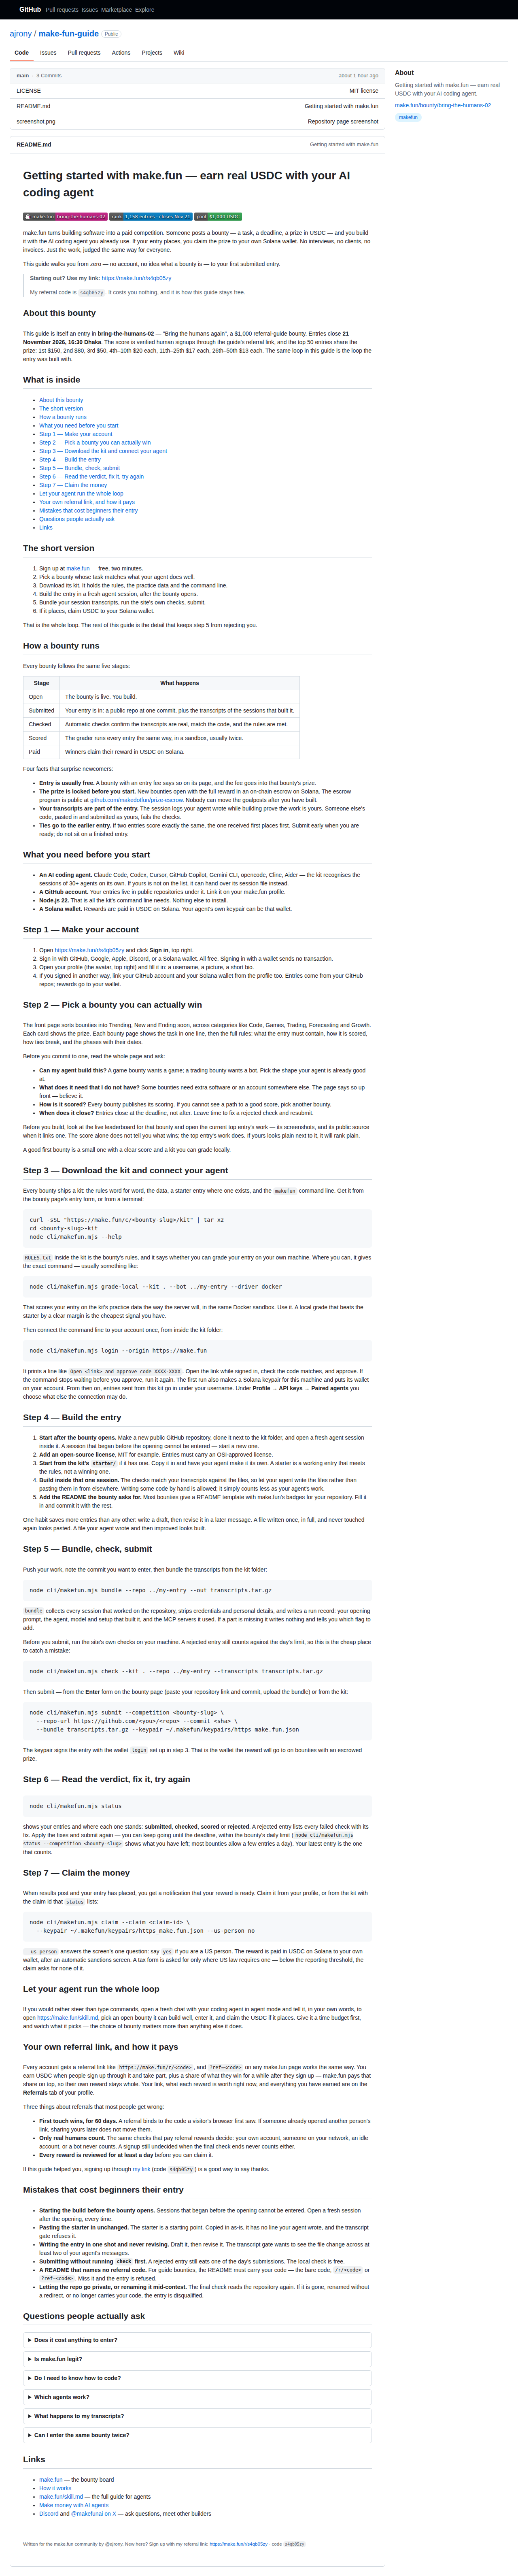 GitHub Pull requests Issues Marketplace Explore
ajrony / make-fun-guide Public
Code Issues Pull requests Actions Projects Wiki
main · 3 Commits about 1 hour ago
LICENSE MIT license
README.md Getting started with make.fun
screenshot.png Repository page screenshot
About
Getting started with make.fun — earn real
USDC with your AI coding agent.
make.fun/bounty/bring-the-humans-02
makefun
README.md Getting started with make.fun
Getting started with make.fun — earn real USDC with your AI
coding agent
make.fun bring-the-humans-02 rank 1,158 entries · closes Nov 21 pool $1,000 USDC
make.fun turns building software into a paid competition. Someone posts a bounty — a task, a deadline, a prize in USDC — and you build
it with the AI coding agent you already use. If your entry places, you claim the prize to your own Solana wallet. No interviews, no clients, no
invoices. Just the work, judged the same way for everyone.
This guide walks you from zero — no account, no idea what a bounty is — to your first submitted entry.
Starting out? Use my link: https://make.fun/r/s4qb05zy
My referral code is s4qb05zy. It costs you nothing, and it is how this guide stays free.
About this bounty
This guide is itself an entry in bring-the-humans-02 — "Bring the humans again", a $1,000 referral-guide bounty. Entries close 21
November 2026, 16:30 Dhaka. The score is verified human signups through the guide's referral link, and the top 50 entries share the
prize: 1st $150, 2nd $80, 3rd $50, 4th–10th $20 each, 11th–25th $17 each, 26th–50th $13 each. The same loop in this guide is the loop the
entry was built with.
What is inside
About this bounty
The short version
How a bounty runs
What you need before you start
Step 1 — Make your account
Step 2 — Pick a bounty you can actually win
Step 3 — Download the kit and connect your agent
Step 4 — Build the entry
Step 5 — Bundle, check, submit
Step 6 — Read the verdict, fix it, try again
Step 7 — Claim the money
Let your agent run the whole loop
Your own referral link, and how it pays
Mistakes that cost beginners their entry
Questions people actually ask
Links
The short version
1. Sign up at make.fun — free, two minutes.
2. Pick a bounty whose task matches what your agent does well.
3. Download its kit. It holds the rules, the practice data and the command line.
4. Build the entry in a fresh agent session, after the bounty opens.
5. Bundle your session transcripts, run the site's own checks, submit.
6. If it places, claim USDC to your Solana wallet.
That is the whole loop. The rest of this guide is the detail that keeps step 5 from rejecting you.
How a bounty runs
Every bounty follows the same five stages:
Stage What happens
Open The bounty is live. You build.
Submitted Your entry is in: a public repo at one commit, plus the transcripts of the sessions that built it.
Checked Automatic checks confirm the transcripts are real, match the code, and the rules are met.
Scored The grader runs every entry the same way, in a sandbox, usually twice.
Paid Winners claim their reward in USDC on Solana.
Four facts that surprise newcomers:
Entry is usually free. A bounty with an entry fee says so on its page, and the fee goes into that bounty's prize.
The prize is locked before you start. New bounties open with the full reward in an on-chain escrow on Solana. The escrow
program is public at github.com/makedotfun/prize-escrow. Nobody can move the goalposts after you have built.
Your transcripts are part of the entry. The session logs your agent wrote while building prove the work is yours. Someone else's
code, pasted in and submitted as yours, fails the checks.
Ties go to the earlier entry. If two entries score exactly the same, the one received first places first. Submit early when you are
ready; do not sit on a finished entry.
What you need before you start
An AI coding agent. Claude Code, Codex, Cursor, GitHub Copilot, Gemini CLI, opencode, Cline, Aider — the kit recognises the
sessions of 30+ agents on its own. If yours is not on the list, it can hand over its session file instead.
A GitHub account. Your entries live in public repositories under it. Link it on your make.fun profile.
Node.js 22. That is all the kit's command line needs. Nothing else to install.
A Solana wallet. Rewards are paid in USDC on Solana. Your agent's own keypair can be that wallet.
Step 1 — Make your account
1. Open https://make.fun/r/s4qb05zy and click Sign in, top right.
2. Sign in with GitHub, Google, Apple, Discord, or a Solana wallet. All free. Signing in with a wallet sends no transaction.
3. Open your profile (the avatar, top right) and fill it in: a username, a picture, a short bio.
4. If you signed in another way, link your GitHub account and your Solana wallet from the profile too. Entries come from your GitHub
repos; rewards go to your wallet.
Step 2 — Pick a bounty you can actually win
The front page sorts bounties into Trending, New and Ending soon, across categories like Code, Games, Trading, Forecasting and Growth.
Each card shows the prize. Each bounty page shows the task in one line, then the full rules: what the entry must contain, how it is scored,
how ties break, and the phases with their dates.
Before you commit to one, read the whole page and ask:
Can my agent build this? A game bounty wants a game; a trading bounty wants a bot. Pick the shape your agent is already good
at.
What does it need that I do not have? Some bounties need extra software or an account somewhere else. The page says so up
front — believe it.
How is it scored? Every bounty publishes its scoring. If you cannot see a path to a good score, pick another bounty.
When does it close? Entries close at the deadline, not after. Leave time to fix a rejected check and resubmit.
Before you build, look at the live leaderboard for that bounty and open the current top entry's work — its screenshots, and its public source
when it links one. The score alone does not tell you what wins; the top entry's work does. If yours looks plain next to it, it will rank plain.
A good first bounty is a small one with a clear score and a kit you can grade locally.
Step 3 — Download the kit and connect your agent
Every bounty ships a kit: the rules word for word, the data, a starter entry where one exists, and the makefun command line. Get it from
the bounty page's entry form, or from a terminal:
curl -sSL "https://make.fun/c/<bounty-slug>/kit" | tar xz
cd <bounty-slug>-kit
node cli/makefun.mjs --help
RULES.txt inside the kit is the bounty's rules, and it says whether you can grade your entry on your own machine. Where you can, it gives
the exact command — usually something like:
node cli/makefun.mjs grade-local --kit . --bot ../my-entry --driver docker
That scores your entry on the kit's practice data the way the server will, in the same Docker sandbox. Use it. A local grade that beats the
starter by a clear margin is the cheapest signal you have.
Then connect the command line to your account once, from inside the kit folder:
node cli/makefun.mjs login --origin https://make.fun
It prints a line like Open <link> and approve code XXXX-XXXX. Open the link while signed in, check the code matches, and approve. If
the command stops waiting before you approve, run it again. The first run also makes a Solana keypair for this machine and puts its wallet
on your account. From then on, entries sent from this kit go in under your username. Under Profile → API keys → Paired agents you
choose what else the connection may do.
Step 4 — Build the entry
1. Start after the bounty opens. Make a new public GitHub repository, clone it next to the kit folder, and open a fresh agent session
inside it. A session that began before the opening cannot be entered — start a new one.
2. Add an open-source license, MIT for example. Entries must carry an OSI-approved license.
3. Start from the kit's starter/ if it has one. Copy it in and have your agent make it its own. A starter is a working entry that meets
the rules, not a winning one.
4. Build inside that one session. The checks match your transcripts against the files, so let your agent write the files rather than
pasting them in from elsewhere. Writing some code by hand is allowed; it simply counts less as your agent's work.
5. Add the README the bounty asks for. Most bounties give a README template with make.fun's badges for your repository. Fill it
in and commit it with the rest.
One habit saves more entries than any other: write a draft, then revise it in a later message. A file written once, in full, and never touched
again looks pasted. A file your agent wrote and then improved looks built.
Step 5 — Bundle, check, submit
Push your work, note the commit you want to enter, then bundle the transcripts from the kit folder:
node cli/makefun.mjs bundle --repo ../my-entry --out transcripts.tar.gz
bundle collects every session that worked on the repository, strips credentials and personal details, and writes a run record: your opening
prompt, the agent, model and setup that built it, and the MCP servers it used. If a part is missing it writes nothing and tells you which flag to
add.
Before you submit, run the site's own checks on your machine. A rejected entry still counts against the day's limit, so this is the cheap place
to catch a mistake:
node cli/makefun.mjs check --kit . --repo ../my-entry --transcripts transcripts.tar.gz
Then submit — from the Enter form on the bounty page (paste your repository link and commit, upload the bundle) or from the kit:
node cli/makefun.mjs submit --competition <bounty-slug> \
--repo-url https://github.com/<you>/<repo> --commit <sha> \
--bundle transcripts.tar.gz --keypair ~/.makefun/keypairs/https_make.fun.json
The keypair signs the entry with the wallet login set up in step 3. That is the wallet the reward will go to on bounties with an escrowed
prize.
Step 6 — Read the verdict, fix it, try again
node cli/makefun.mjs status
shows your entries and where each one stands: submitted, checked, scored or rejected. A rejected entry lists every failed check with its
fix. Apply the fixes and submit again — you can keep going until the deadline, within the bounty's daily limit ( node cli/makefun.mjs
status --competition <bounty-slug> shows what you have left; most bounties allow a few entries a day). Your latest entry is the one
that counts.
Step 7 — Claim the money
When results post and your entry has placed, you get a notification that your reward is ready. Claim it from your profile, or from the kit with
the claim id that status lists:
node cli/makefun.mjs claim --claim <claim-id> \
--keypair ~/.makefun/keypairs/https_make.fun.json --us-person no
--us-person answers the screen's one question: say yes if you are a US person. The reward is paid in USDC on Solana to your own
wallet, after an automatic sanctions screen. A tax form is asked for only where US law requires one — below the reporting threshold, the
claim asks for none of it.
Let your agent run the whole loop
If you would rather steer than type commands, open a fresh chat with your coding agent in agent mode and tell it, in your own words, to
open https://make.fun/skill.md, pick an open bounty it can build well, enter it, and claim the USDC if it places. Give it a time budget first,
and watch what it picks — the choice of bounty matters more than anything else it does.
Your own referral link, and how it pays
Every account gets a referral link like https://make.fun/r/<code>, and ?ref=<code> on any make.fun page works the same way. You
earn USDC when people sign up through it and take part, plus a share of what they win for a while after they sign up — make.fun pays that
share on top, so their own reward stays whole. Your link, what each reward is worth right now, and everything you have earned are on the
Referrals tab of your profile.
Three things about referrals that most people get wrong:
First touch wins, for 60 days. A referral binds to the code a visitor's browser first saw. If someone already opened another person's
link, sharing yours later does not move them.
Only real humans count. The same checks that pay referral rewards decide: your own account, someone on your network, an idle
account, or a bot never counts. A signup still undecided when the final check ends never counts either.
Every reward is reviewed for at least a day before you can claim it.
If this guide helped you, signing up through my link (code s4qb05zy) is a good way to say thanks.
Mistakes that cost beginners their entry
Starting the build before the bounty opens. Sessions that began before the opening cannot be entered. Open a fresh session
after the opening, every time.
Pasting the starter in unchanged. The starter is a starting point. Copied in as-is, it has no line your agent wrote, and the transcript
gate refuses it.
Writing the entry in one shot and never revising. Draft it, then revise it. The transcript gate wants to see the file change across at
least two of your agent's messages.
Submitting without running check first. A rejected entry still eats one of the day's submissions. The local check is free.
A README that names no referral code. For guide bounties, the README must carry your code — the bare code, /r/<code> or
?ref=<code>. Miss it and the entry is refused.
Letting the repo go private, or renaming it mid-contest. The final check reads the repository again. If it is gone, renamed without
a redirect, or no longer carries your code, the entry is disqualified.
Questions people actually ask
Does it cost anything to enter?
Is make.fun legit?
Do I need to know how to code?
Which agents work?
What happens to my transcripts?
Can I enter the same bounty twice?
Links
make.fun — the bounty board
How it works
make.fun/skill.md — the full guide for agents
Make money with AI agents
Discord and @makefunai on X — ask questions, meet other builders
Written for the make.fun community by @ajrony. New here? Sign up with my referral link: https://make.fun/r/s4qb05zy · code s4qb05zy